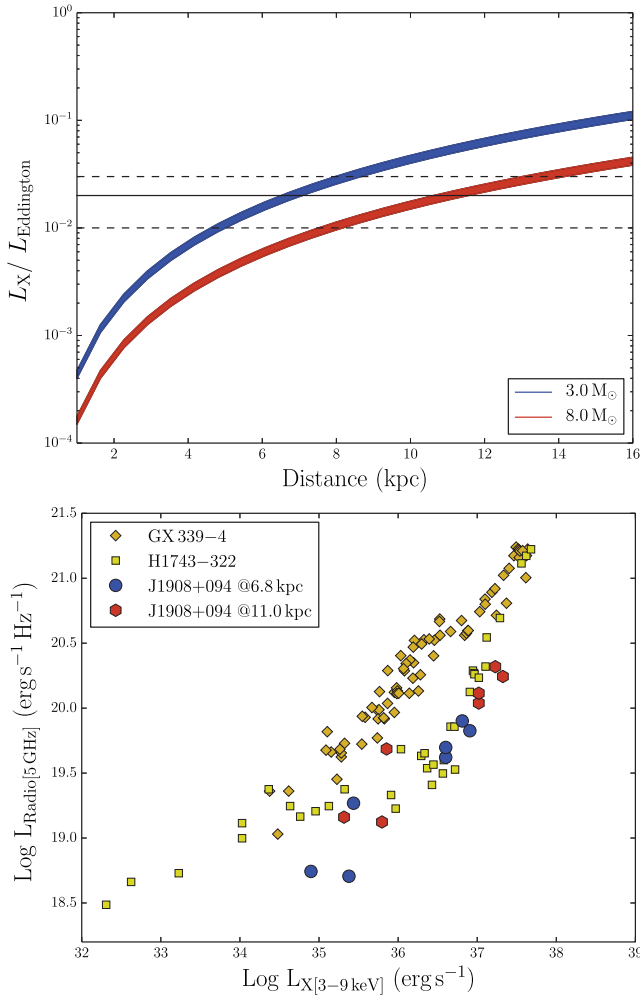 10⁰
10⁻¹
10⁻²
10⁻³
10⁻⁴
L_X / L_Eddington
2 4 6 8 10 12 14 16
Distance (kpc)
3.0 M⊙
8.0 M⊙
21.5
21.0
20.5
20.0
19.5
19.0
18.5
Log L_Radio[5 GHz] (erg s⁻¹ Hz⁻¹)
GX 339−4
H1743−322
J1908+094 @6.8 kpc
J1908+094 @11.0 kpc
32 33 34 35 36 37 38 39
Log L_X[3−9 keV] (erg s⁻¹)